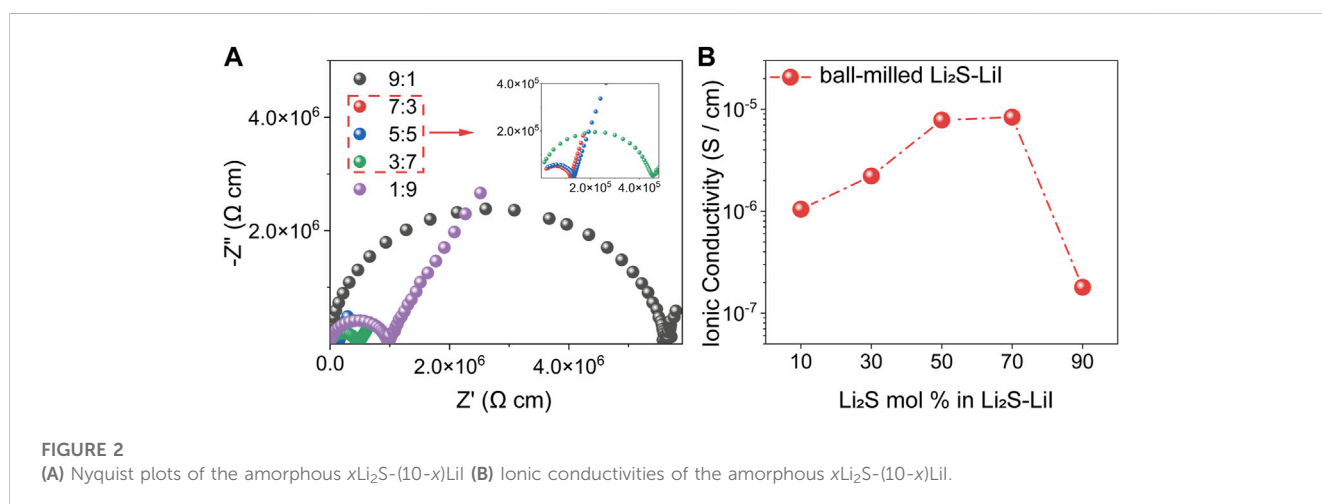 A
9:1
7:3
5:5
3:7
1:9
4.0×10⁶
2.0×10⁶
-Z'' (Ω cm)
0.0
2.0×10⁶
4.0×10⁶
Z' (Ω cm)
4.0×10⁵
2.0×10⁵
2.0×10⁵
4.0×10⁵
B
ball-milled Li₂S-LiI
10⁻⁵
10⁻⁶
10⁻⁷
Ionic Conductivity (S / cm)
10
30
50
70
90
Li₂S mol % in Li₂S-LiI
FIGURE 2
(A) Nyquist plots of the amorphous xLi₂S-(10-x)LiI (B) Ionic conductivities of the amorphous xLi₂S-(10-x)LiI.